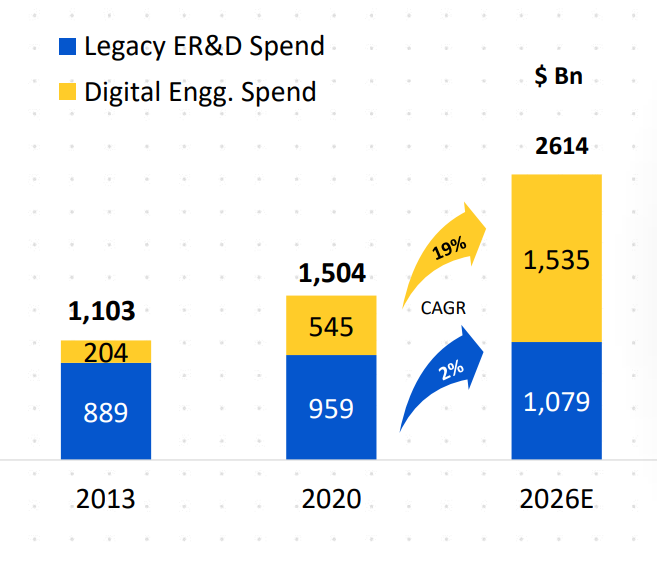 Legacy ER&D Spend
Digital Engg. Spend
$ Bn
2614
1,535
1,079
19%
CAGR
2%
1,504
545
959
1,103
204
889
2013
2020
2026E